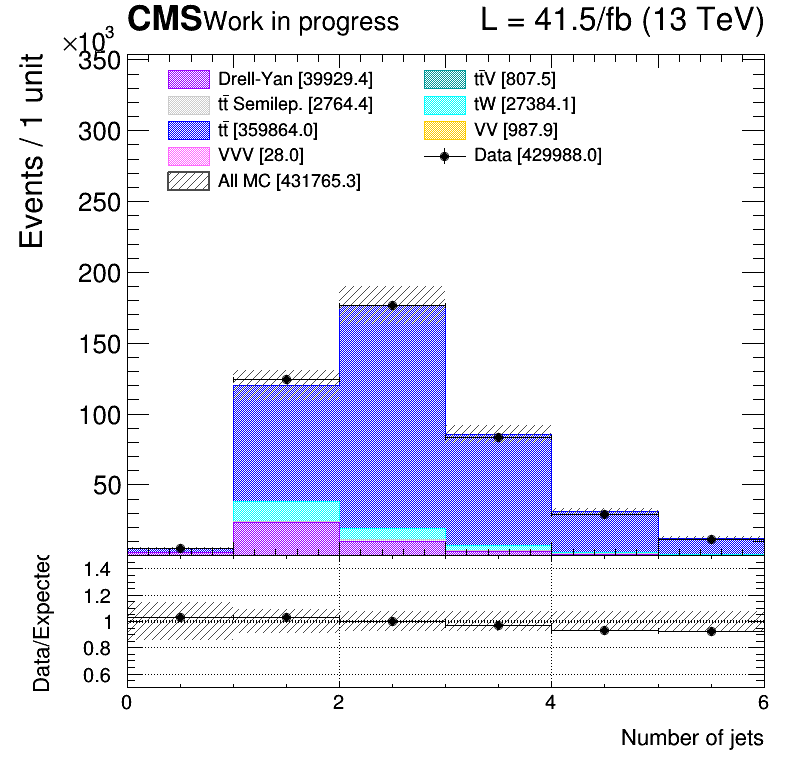 CMS Work in progress L = 41.5/fb (13 TeV)
×10³
Events / 1 unit
350
300
250
200
150
100
50
Drell-Yan [39929.4]
tt̄ Semilep. [2764.4]
tt̄ [359864.0]
VVV [28.0]
All MC [431765.3]
tt̄V [807.5]
tW [27384.1]
VV [987.9]
Data [429988.0]
Data/Expected
1.4
1.2
1
0.8
0.6
0 2 4 6
Number of jets